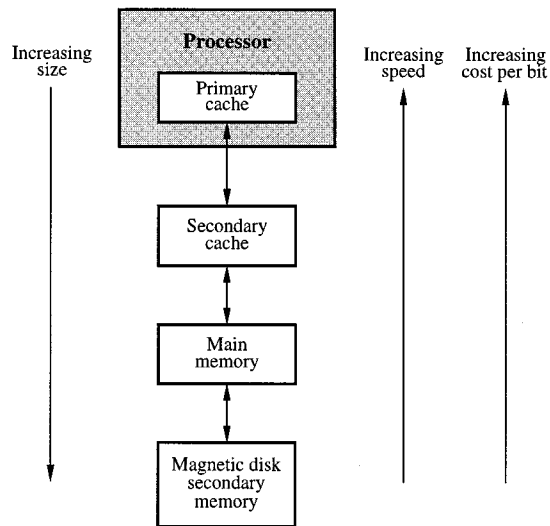 Processor
Increasing
size
Primary
cache
Increasing
speed
Increasing
cost per bit
Secondary
cache
Main
memory
Magnetic disk
secondary
memory